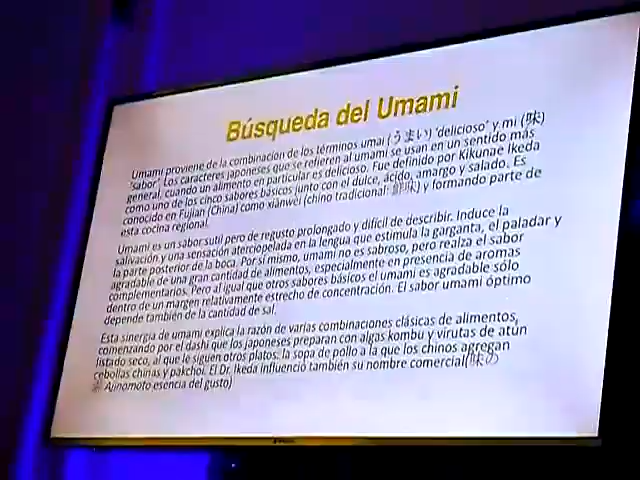 Búsqueda del Umami
Umami proviene de la combinación de los términos umai (うまい) 'delicioso' y mi (味)
'sabor'. Los caracteres japoneses que se refieren al umami se usan en un sentido más
general, cuando un alimento en particular es delicioso. Fue definido por Kikunae Ikeda
como uno de los cinco sabores básicos (junto con el dulce, ácido, amargo y salado. Es
conocido en Fujian (China) como xiānwèi (chino tradicional: 鮮味) y formando parte de
esta cocina regional.
Umami es un sabor sutil pero de regusto prolongado y difícil de describir. Induce la
salivación y una sensación aterciopelada en la lengua que estimula la garganta, el paladar y
la parte posterior de la boca. Por sí mismo, umami no es sabroso, pero realza el sabor
agradable de una gran cantidad de alimentos, especialmente en presencia de aromas
complementarios. Pero al igual que otros sabores básicos el umami es agradable sólo
dentro de un margen relativamente estrecho de concentración. El sabor umami óptimo
depende también de la cantidad de sal.
Esta sinergia de umami explica la razón de varias combinaciones clásicas de alimentos,
comenzando por el dashi que los japoneses preparan con algas kombu y virutas de atún
listado seco, al que le siguen otros platos: la sopa de pollo a la que los chinos agregan
cebollas chinas y pakchoi. El Dr. Ikeda influenció también su nombre comercial(味の
Ajinomoto esencia del gusto)